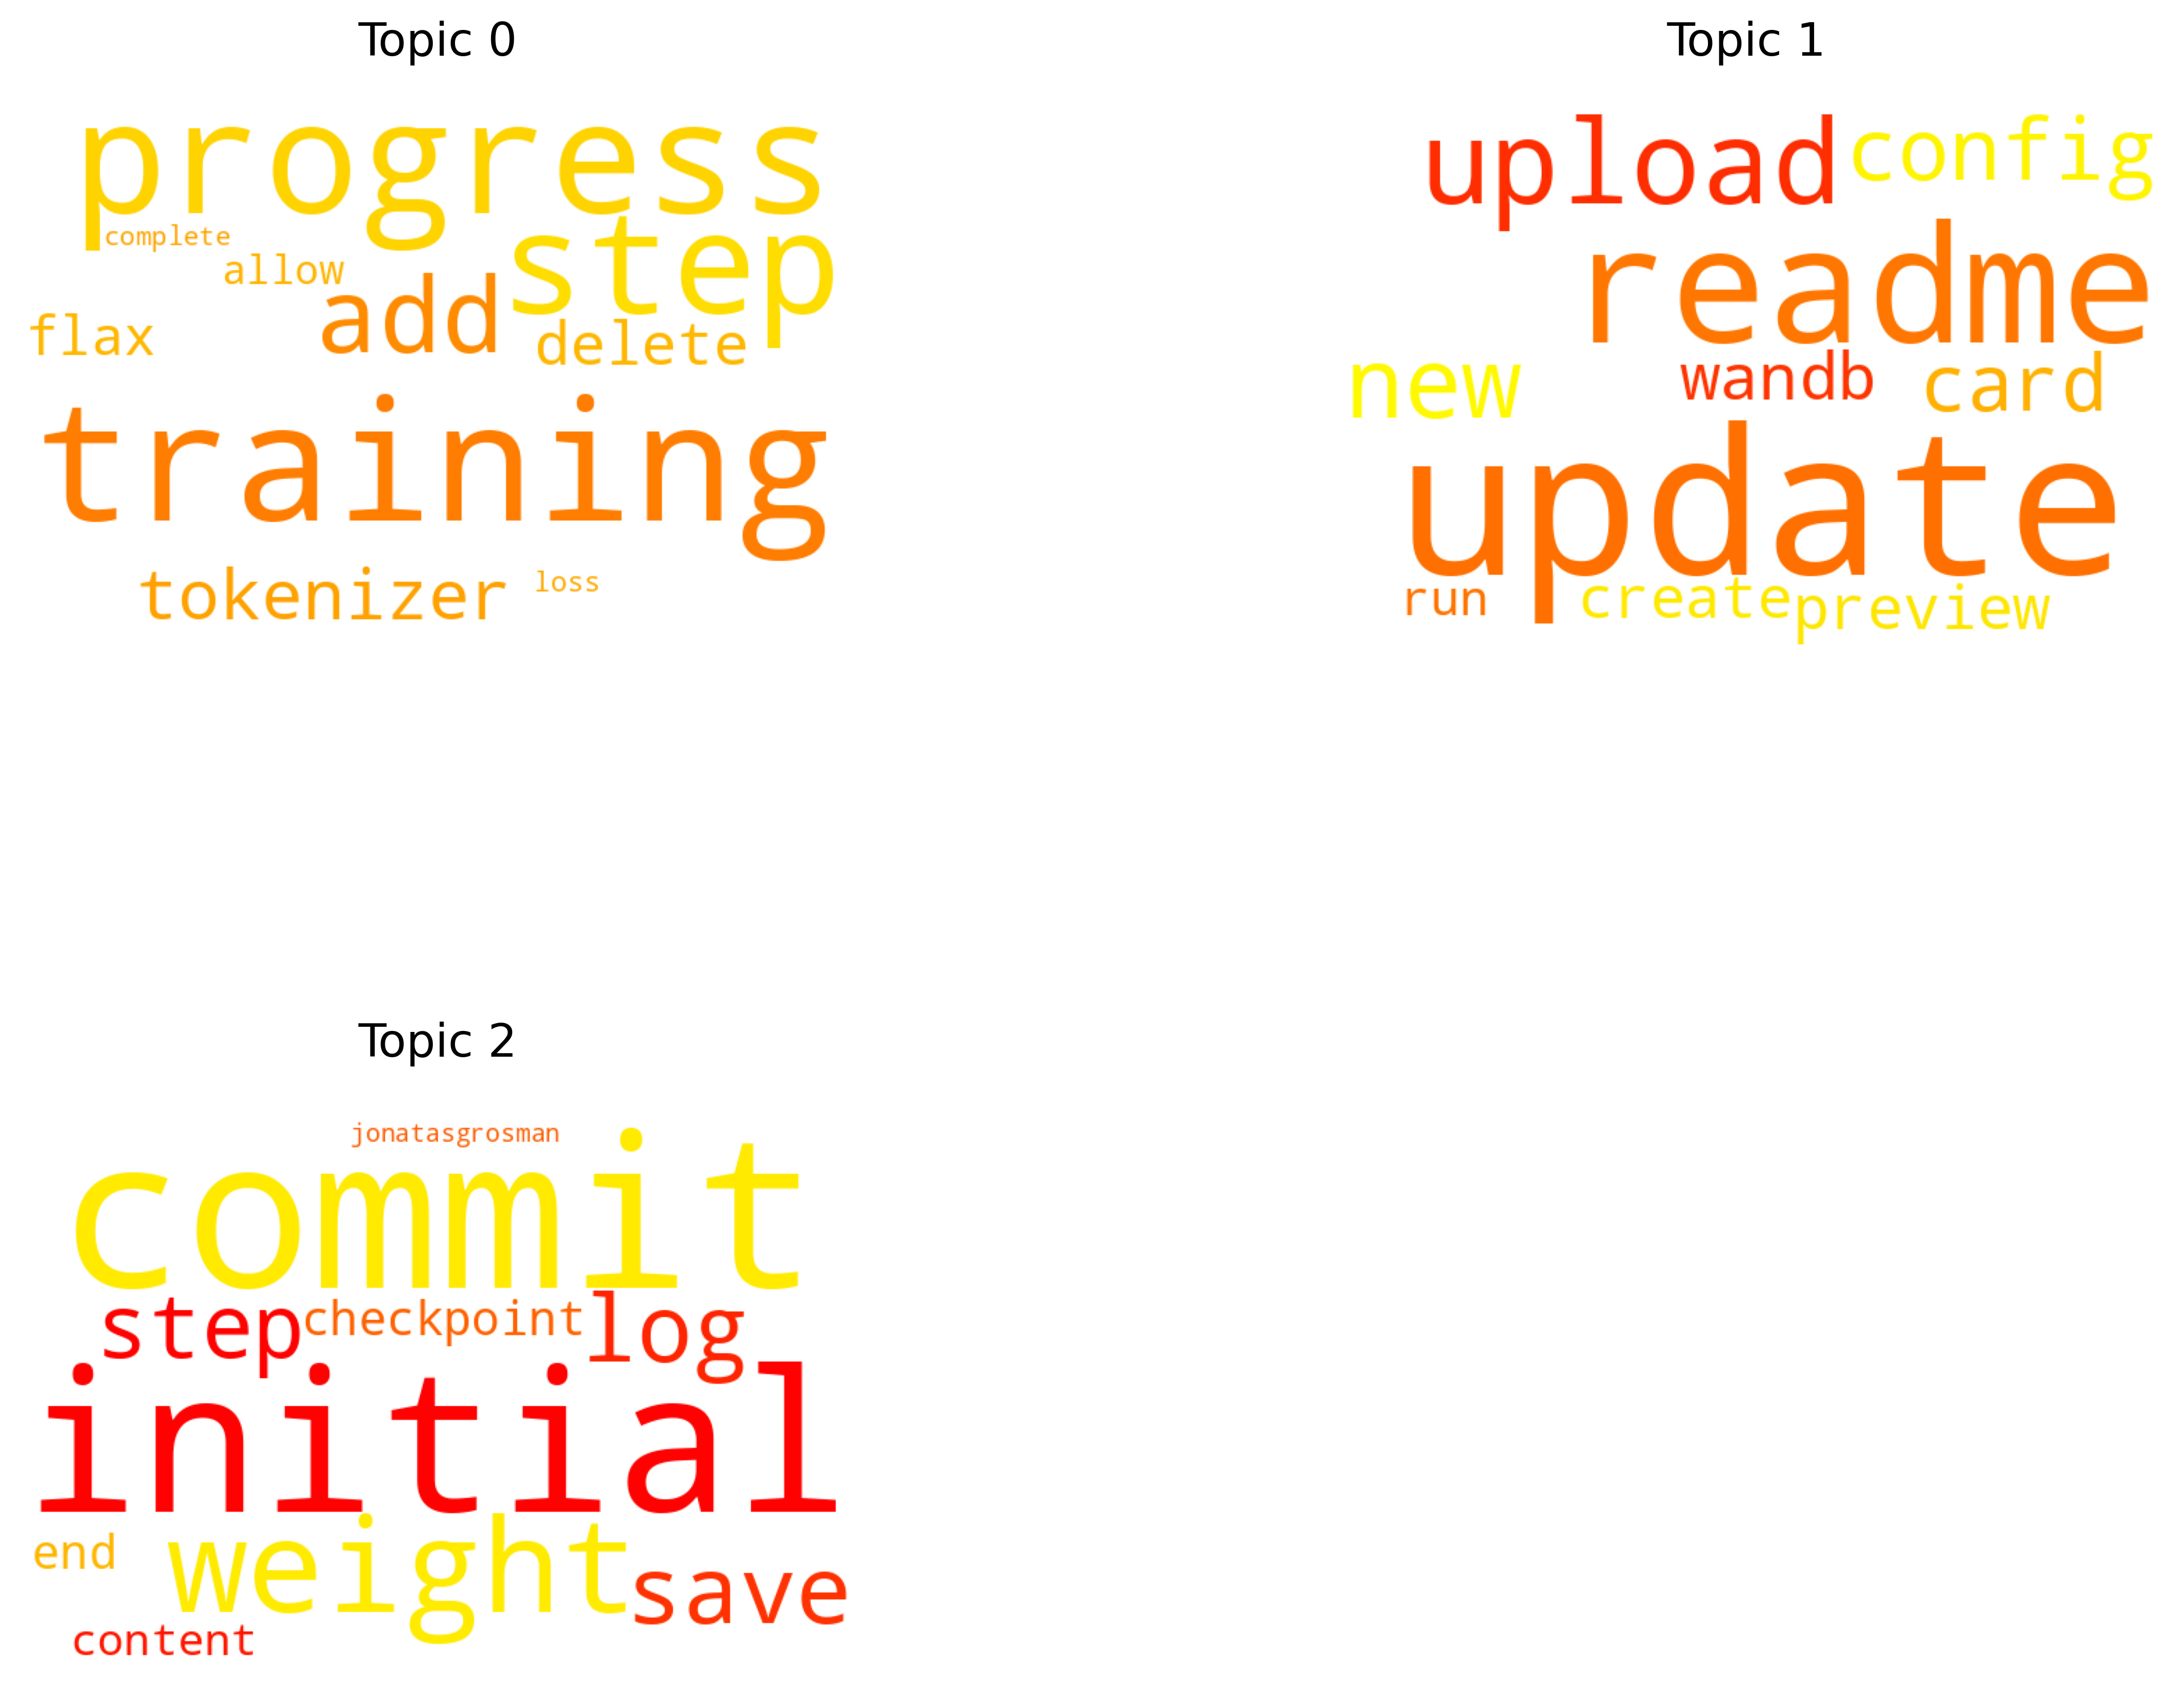 Topic 0
progress
complete
step
allow
add
flax
delete
training
tokenizer loss
Topic 1
upload config
readme
new wandb card
update
run create preview
Topic 2
jonatasgrosman
commit
step checkpoint log
initial
end weight save
content